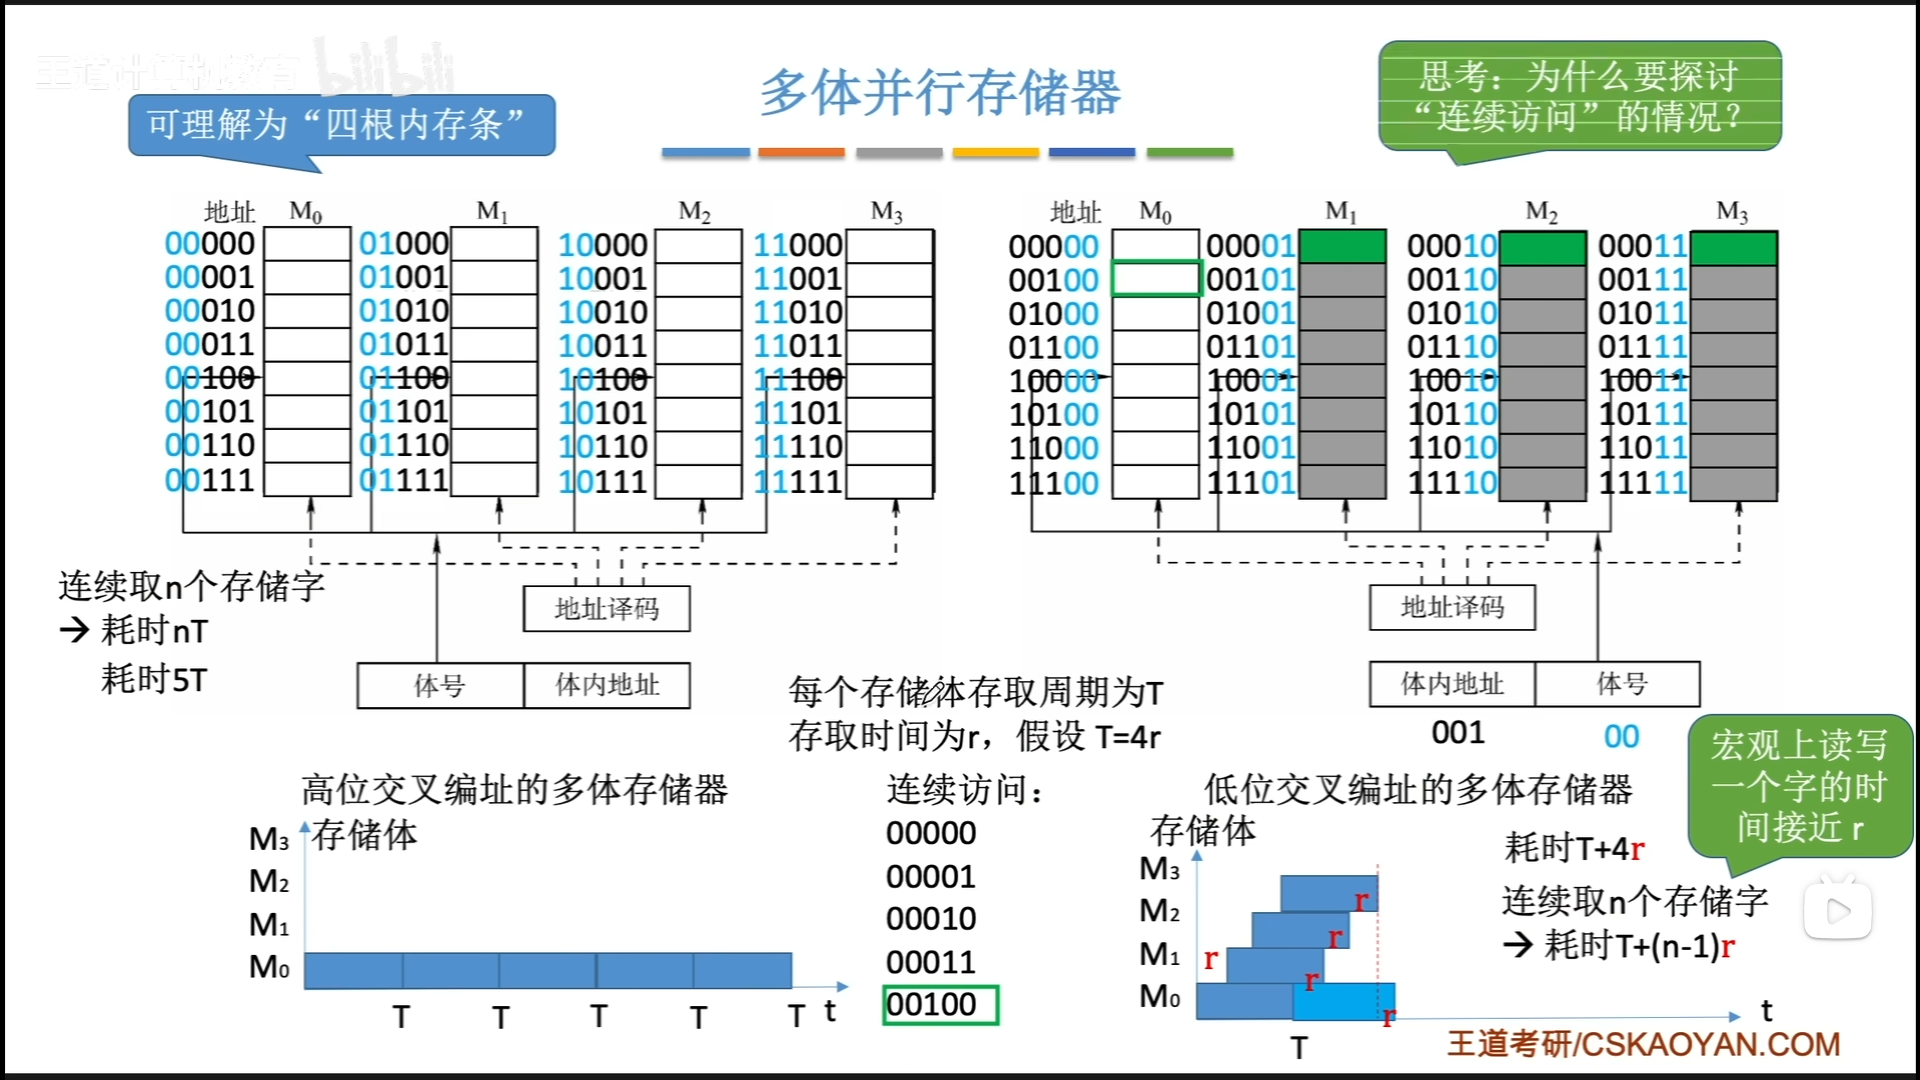 王道计算机教育 bilibili
多体并行存储器
可理解为“四根内存条”
思考：为什么要探讨
“连续访问”的情况？
地址 M0 M1 M2 M3
00000 01000 10000 11000
00001 01001 10001 11001
00010 01010 10010 11010
00011 01011 10011 11011
00100 01100 10100 11100
00101 01101 10101 11101
00110 01110 10110 11110
00111 01111 10111 11111
地址译码
体号 体内地址
连续取n个存储字
→ 耗时nT
耗时5T
地址 M0 M1 M2 M3
00000 00001 00010 00011
00100 00101 00110 00111
01000 01001 01010 01011
01100 01101 01110 01111
10000 10001 10010 10011
10100 10101 10110 10111
11000 11001 11010 11011
11100 11101 11110 11111
地址译码
体内地址 体号
001 00
每个存储体存取周期为T
存取时间为r，假设 T=4r
高位交叉编址的多体存储器
存储体
M3
M2
M1
M0
T T T T T t
连续访问：
00000
00001
00010
00011
00100
低位交叉编址的多体存储器
存储体
M3 r
M2 r
M1 r r
M0 r
T t
耗时T+4r
连续取n个存储字
→ 耗时T+(n-1)r
宏观上读写
一个字的时
间接近 r
王道考研/CSKAOYAN.COM